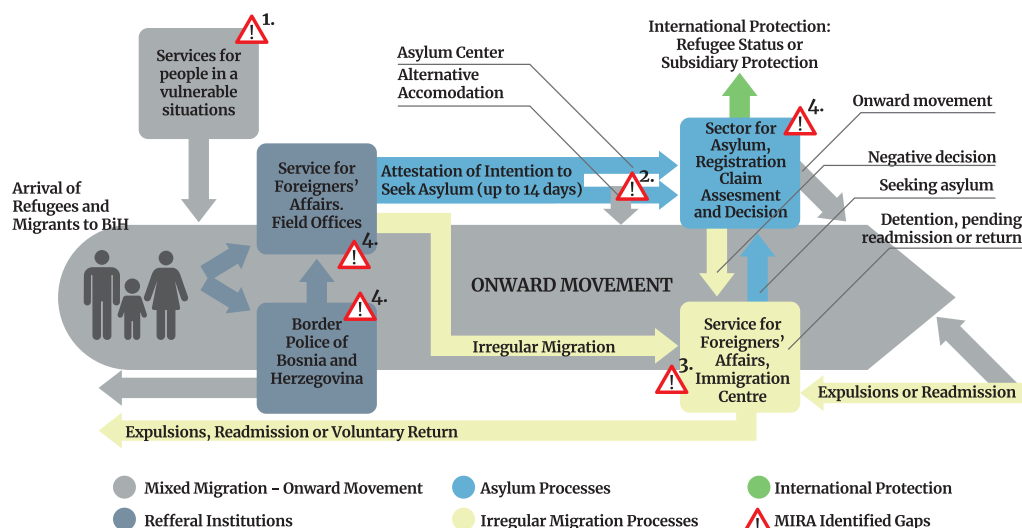 1.
Services for
people in a
vulnerable
situations
Asylum Center
Alternative
Accomodation
International Protection:
Refugee Status or
Subsidiary Protection
4.
Sector for
Asylum,
Registration
Claim
Assesment
and Decision
Onward movement
Negative decision
Seeking asylum
Detention, pending
readmission or return
Arrival of
Refugees and
Migrants to BiH
Service for
Foreigners'
Affairs.
Field Offices
4.
Attestation of Intention to
Seek Asylum (up to 14 days)
2.
ONWARD MOVEMENT
4.
Border
Police of
Bosnia and
Herzegovina
Irregular Migration
Service for
Foreigners'
Affairs,
Immigration
Centre
3.
Expulsions or Readmission
Expulsions, Readmission or Voluntary Return
Mixed Migration – Onward Movement
Asylum Processes
International Protection
Refferal Institutions
Irregular Migration Processes
MIRA Identified Gaps